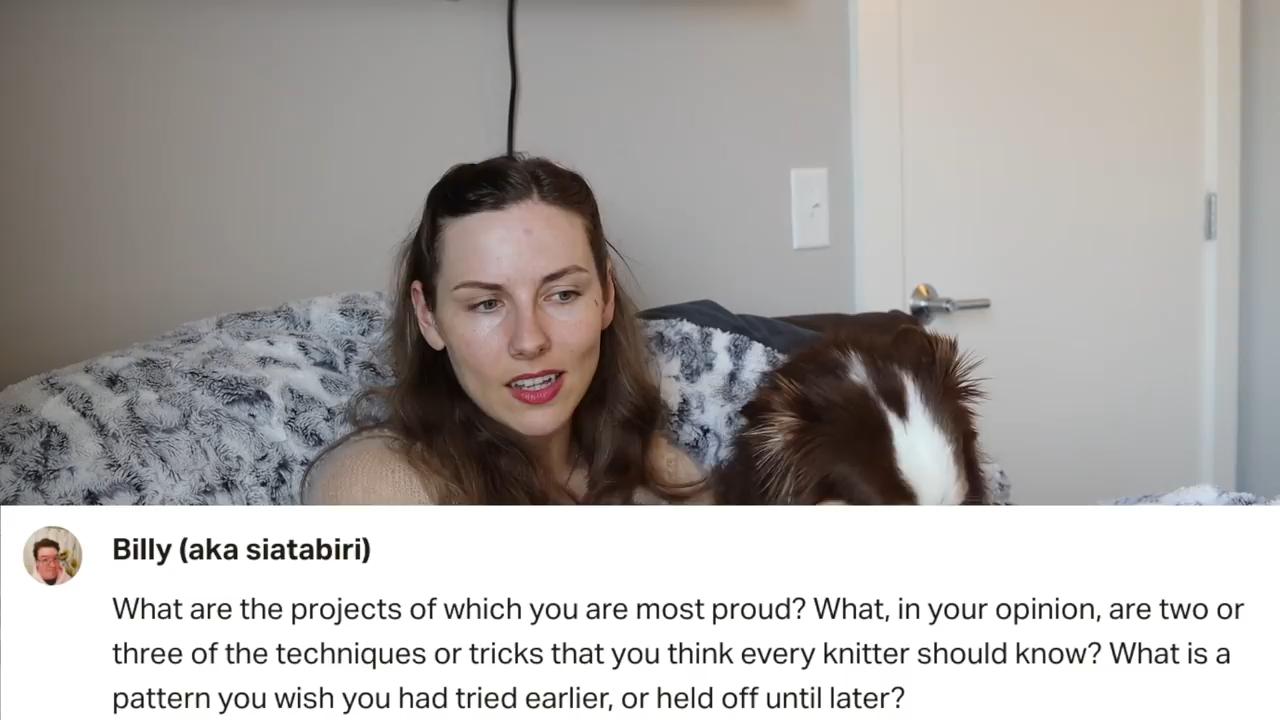 Billy (aka siatabiri)
What are the projects of which you are most proud? What, in your opinion, are two or
three of the techniques or tricks that you think every knitter should know? What is a
pattern you wish you had tried earlier, or held off until later?